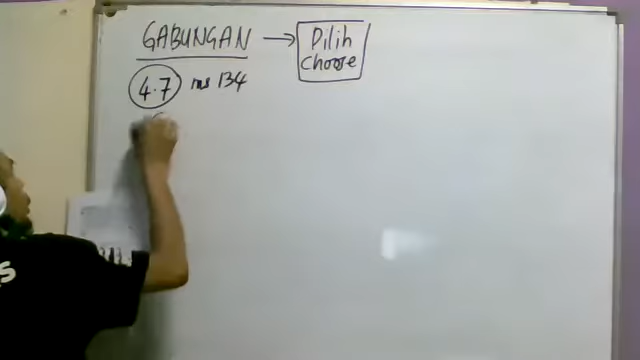 GABUNGAN → Pilih
choose
4.7 ms 134